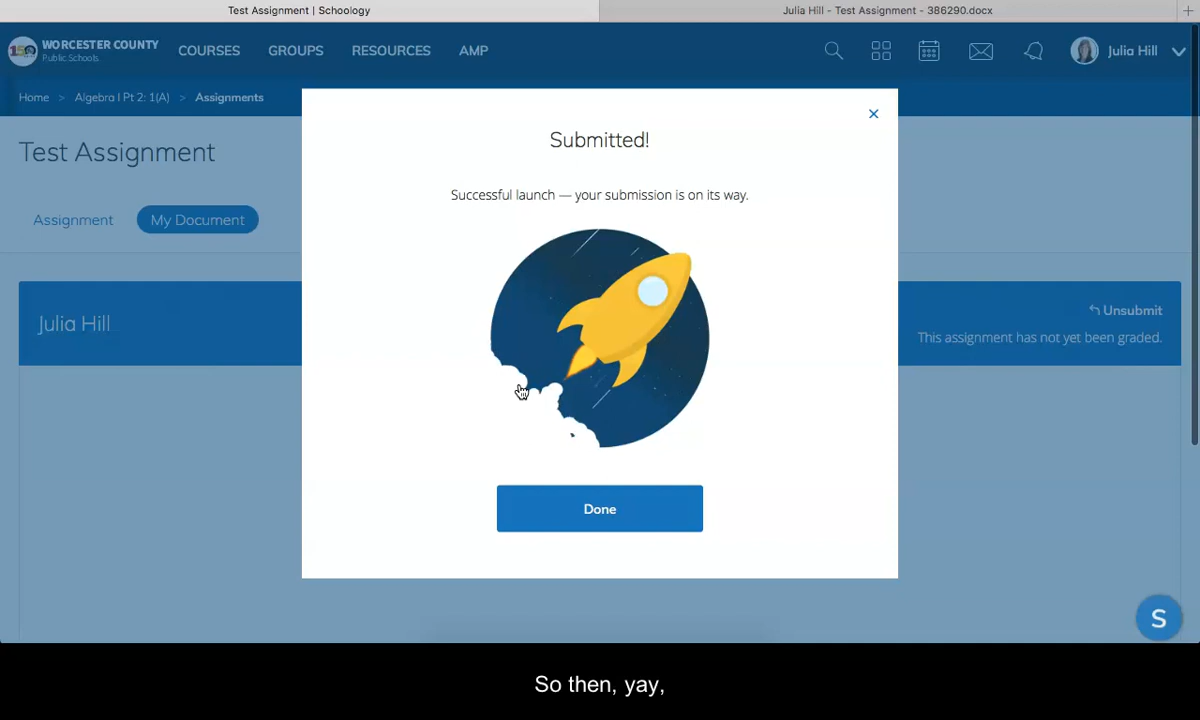 Test Assignment | Schoology
Julia Hill - Test Assignment - 386290.docx
+
150
WORCESTER COUNTY
Public Schools
COURSES
GROUPS
RESOURCES
AMP
Julia Hill
Home > Algebra I Pt 2: 1(A) > Assignments
×
Submitted!
Test Assignment
Successful launch — your submission is on its way.
Assignment
My Document
Julia Hill
Unsubmit
This assignment has not yet been graded.
Done
S
So then, yay,